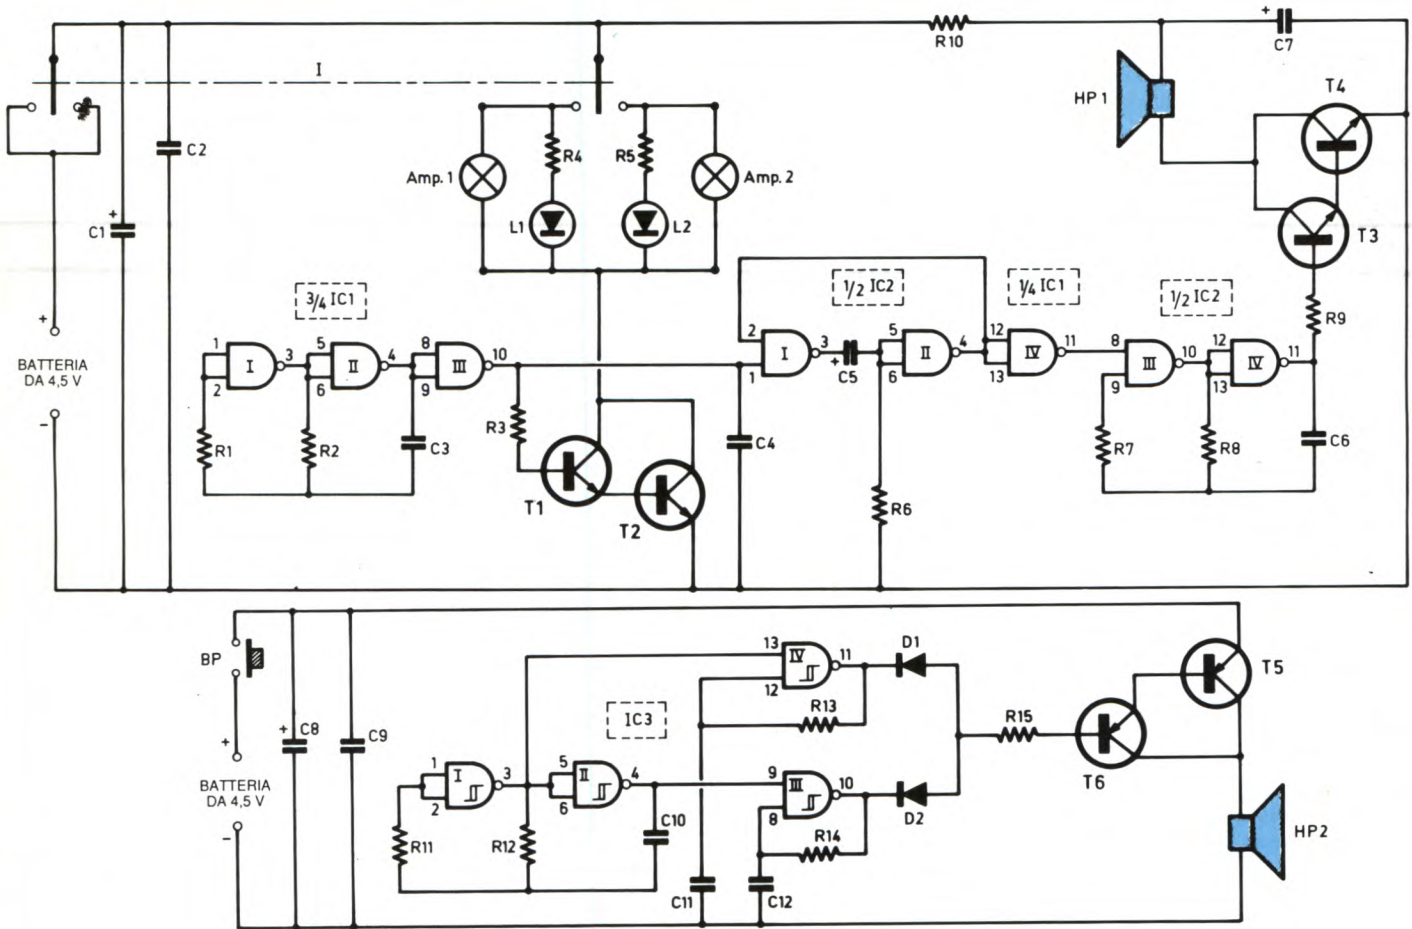 R10
+
C7
I
HP1
T4
C2
R4
R5
Amp.1
Amp.2
L1
L2
T3
+
C1
3/4 IC1
1/2 IC2
1/4 IC1
1/2 IC2
R9
+
BATTERIA
DA 4,5 V
-
1
2
I
3
5
6
II
4
8
9
III
10
2
1
I
3
+
C5
5
6
II
4
12
13
IV
11
8
9
III
10
12
13
IV
11
R1
R2
C3
R3
C4
R6
R7
R8
C6
T1
T2
BP
+
BATTERIA
DA 4,5 V
-
+
C8
C9
IC3
13
12
IV
11
D1
R13
T5
1
2
I
3
5
6
II
4
9
8
III
10
D2
R14
R15
T6
HP2
R11
R12
C10
C11
C12